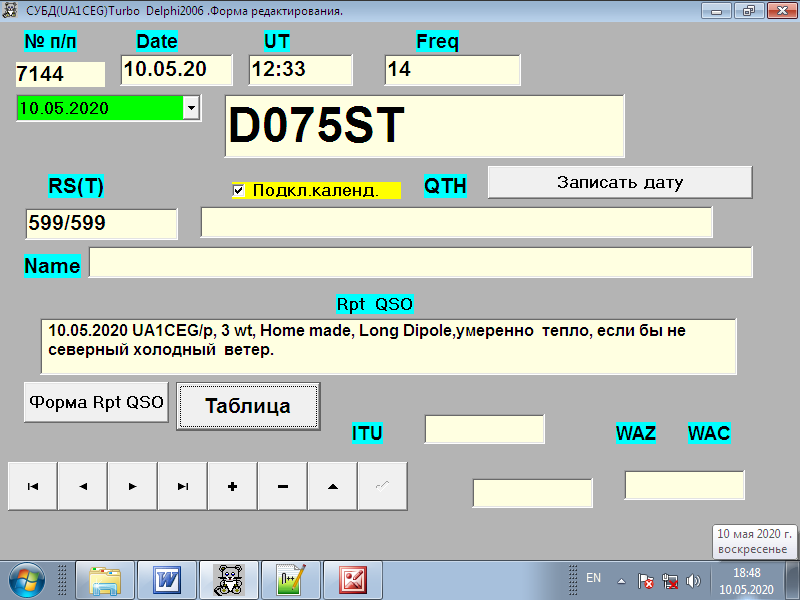 СУБД(UA1CEG)Turbo Delphi2006 .Форма редактирования.
№ п/п Date UT Freq
7144 10.05.20 12:33 14
10.05.2020
D075ST
RS(T) Подкл.календ. QTH Записать дату
599/599
Name
Rpt QSO
10.05.2020 UA1CEG/p, 3 wt, Home made, Long Dipole,умеренно тепло, если бы не
северный холодный ветер.
Форма Rpt QSO Таблица
ITU WAZ WAC
10 мая 2020 г.
воскресенье
EN 18:48
10.05.2020